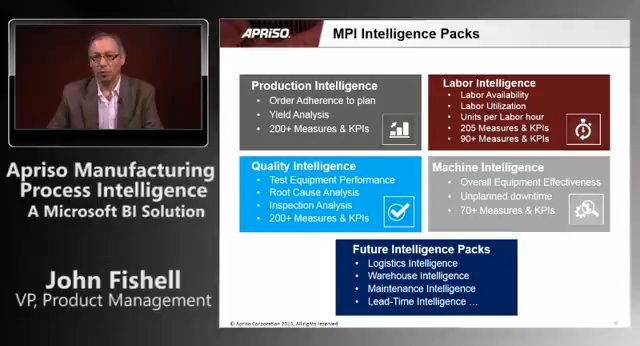 APRISO
MPI Intelligence Packs
Production Intelligence
• Order Adherence to plan
• Yield Analysis
• 200+ Measures & KPIs
Labor Intelligence
• Labor Availability
• Labor Utilization
• Units per Labor hour
• 205 Measures & KPIs
• 90+ Measures & KPIs
Quality Intelligence
• Test Equipment Performance
• Root Cause Analysis
• Inspection Analysis
• 200+ Measures & KPIs
Machine Intelligence
• Overall Equipment Effectiveness
• Unplanned downtime
• 70+ Measures & KPIs
Future Intelligence Packs
• Logistics Intelligence
• Warehouse Intelligence
• Maintenance Intelligence
• Lead-Time Intelligence ...
Apriso Manufacturing
Process Intelligence
A Microsoft BI Solution
John Fishell
VP, Product Management
© Apriso Corporation 2013, All rights reserved